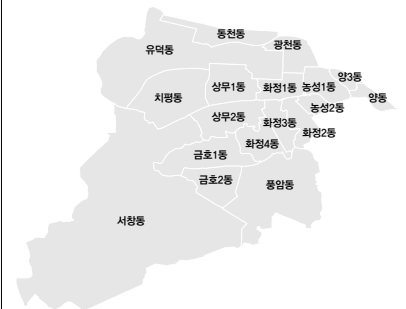 동천동
유덕동
광천동
양3동
치평동
상무1동
화정1동
농성1동
양동
농성2동
상무2동
화정3동
화정2동
화정4동
금호1동
금호2동
풍암동
서창동